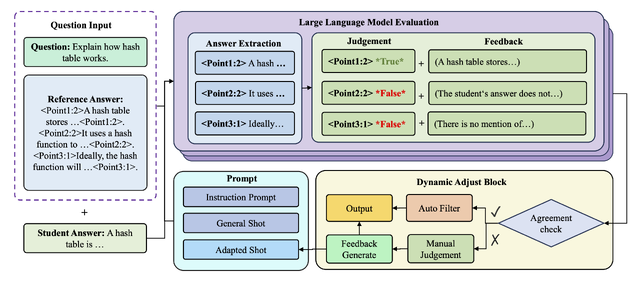 Question Input
Question: Explain how hash
table works.
Reference Answer:
<Point1:2>A hash table
stores …<Point1:2>.
<Point2:2>It uses a hash
function to …<Point2:2>.
<Point3:1>Ideally, the hash
function will …<Point3:1>.
+
Student Answer: A hash
table is …
Large Language Model Evaluation
Answer Extraction
<Point1:2> A hash …
<Point2:2> It uses …
<Point3:1> Ideally…
Judgement
Feedback
<Point1:2> *True*
+
(A hash table stores…)
<Point2:2> *False*
+
(The student's answer does not…)
<Point3:1> *False*
+
(There is no mention of…)
Prompt
Instruction Prompt
General Shot
Adapted Shot
Dynamic Adjust Block
Output
Auto Filter
Feedback
Generate
Manual
Judgement
✓
✗
Agreement
check